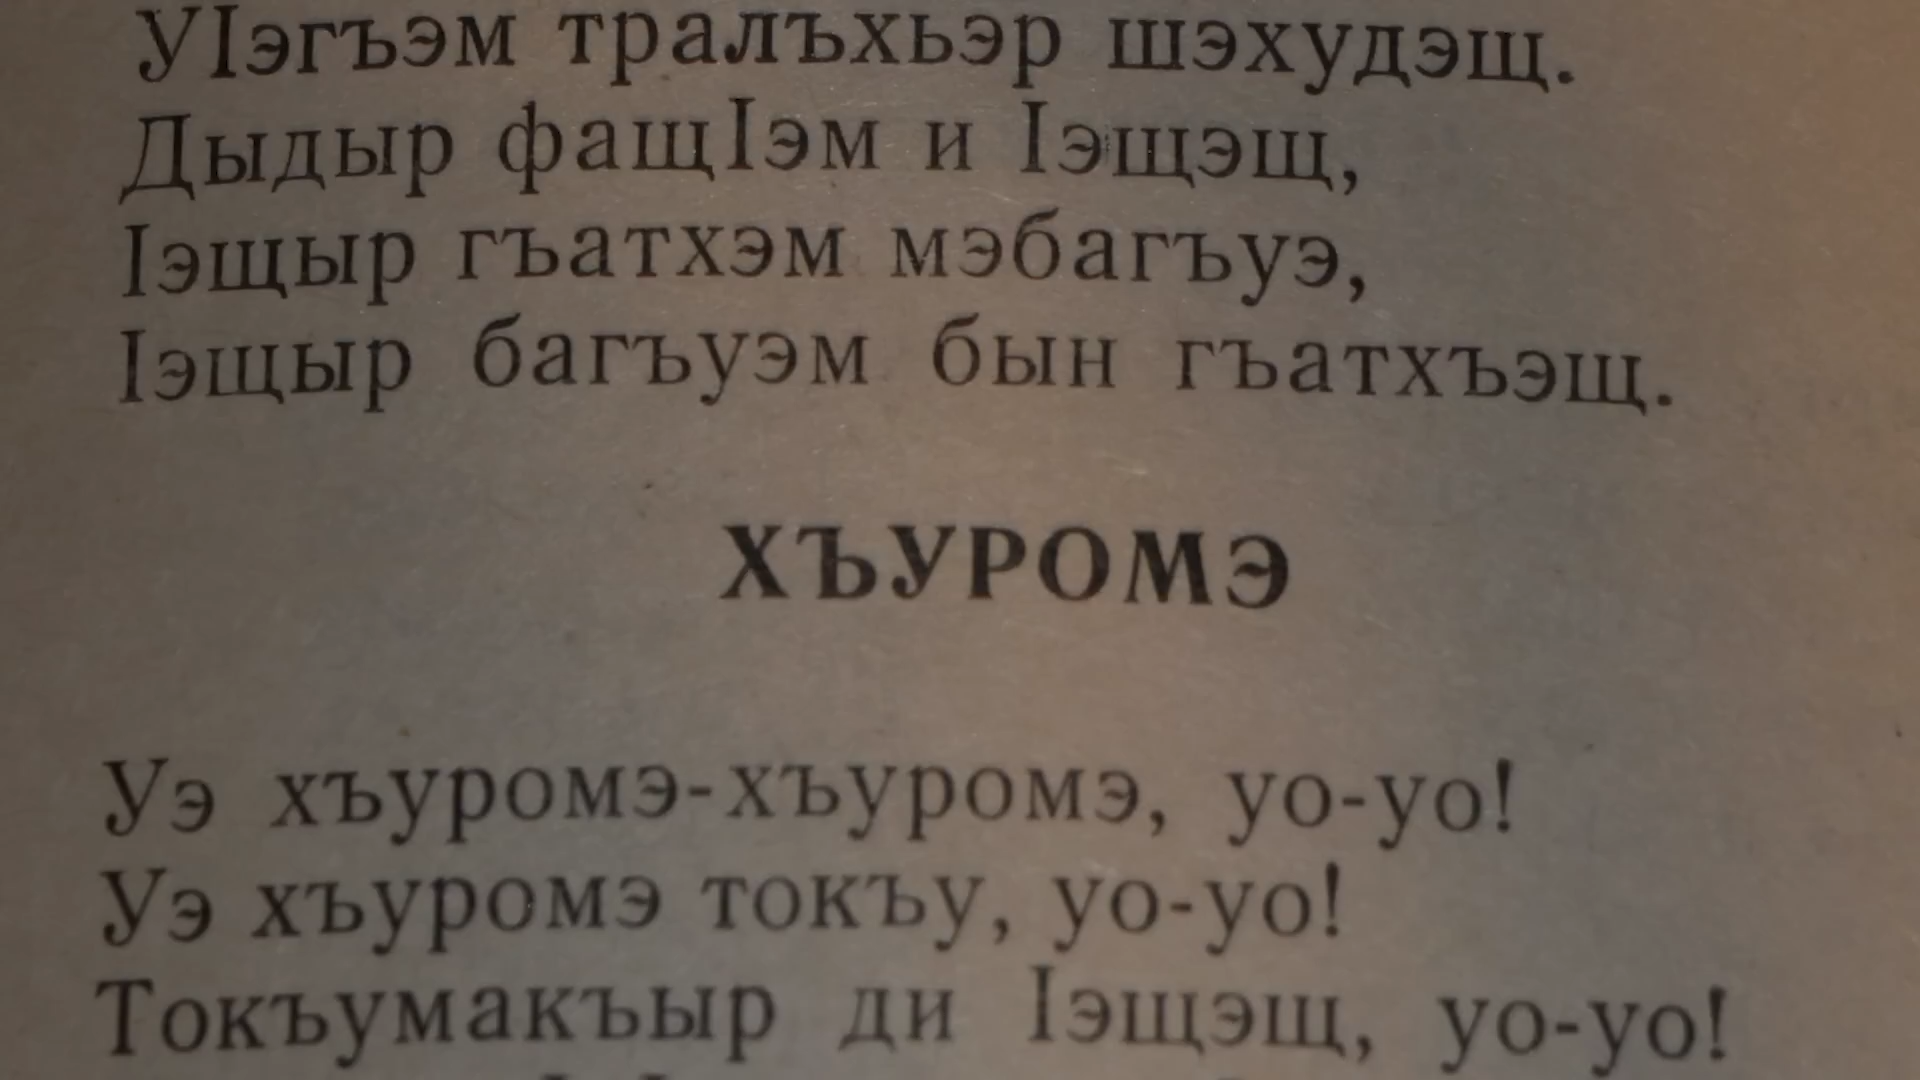 УIэгъэм тралъхьэр шэхудэщ.
Дыдыр фащIэм и Iэщэщ,
Iэщыр гъатхэм мэбагъуэ,
Iэщыр багъуэм бын гъатхъэщ.
ХЪУРОМЭ
Уэ хъуромэ-хъуромэ, уо-уо!
Уэ хъуромэ токъу, уо-уо!
Токъумакъыр ди Iэщэщ, уо-уо!